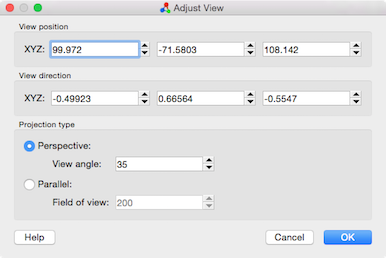 Adjust View
View position
XYZ: 99.972 -71.5803 108.142
View direction
XYZ: -0.49923 0.66564 -0.5547
Projection type
Perspective:
View angle: 35
Parallel:
Field of view: 200
Help Cancel OK